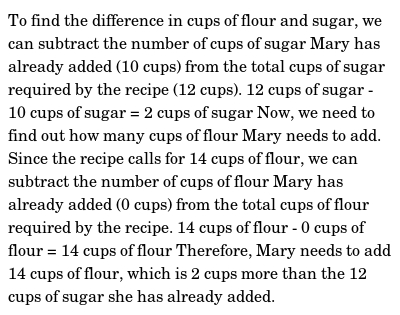 To find the difference in cups of flour and sugar, we
can subtract the number of cups of sugar Mary has
already added (10 cups) from the total cups of sugar
required by the recipe (12 cups). 12 cups of sugar -
10 cups of sugar = 2 cups of sugar Now, we need to
find out how many cups of flour Mary needs to add.
Since the recipe calls for 14 cups of flour, we can
subtract the number of cups of flour Mary has
already added (0 cups) from the total cups of flour
required by the recipe. 14 cups of flour - 0 cups of
flour = 14 cups of flour Therefore, Mary needs to add
14 cups of flour, which is 2 cups more than the 12
cups of sugar she has already added.